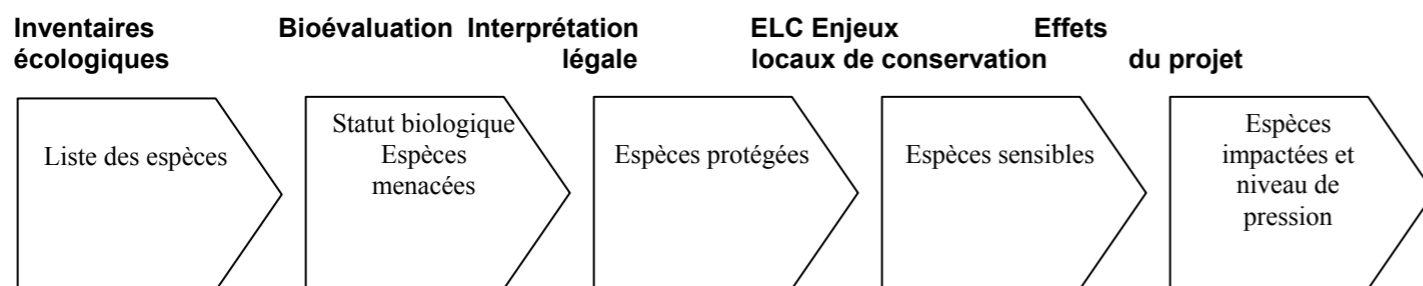 Inventaires Bioévaluation Interprétation ELC Enjeux Effets
écologiques légale locaux de conservation du projet
Liste des espèces
Statut biologique
Espèces
menacées
Espèces protégées
Espèces sensibles
Espèces
impactées et
niveau de
pression